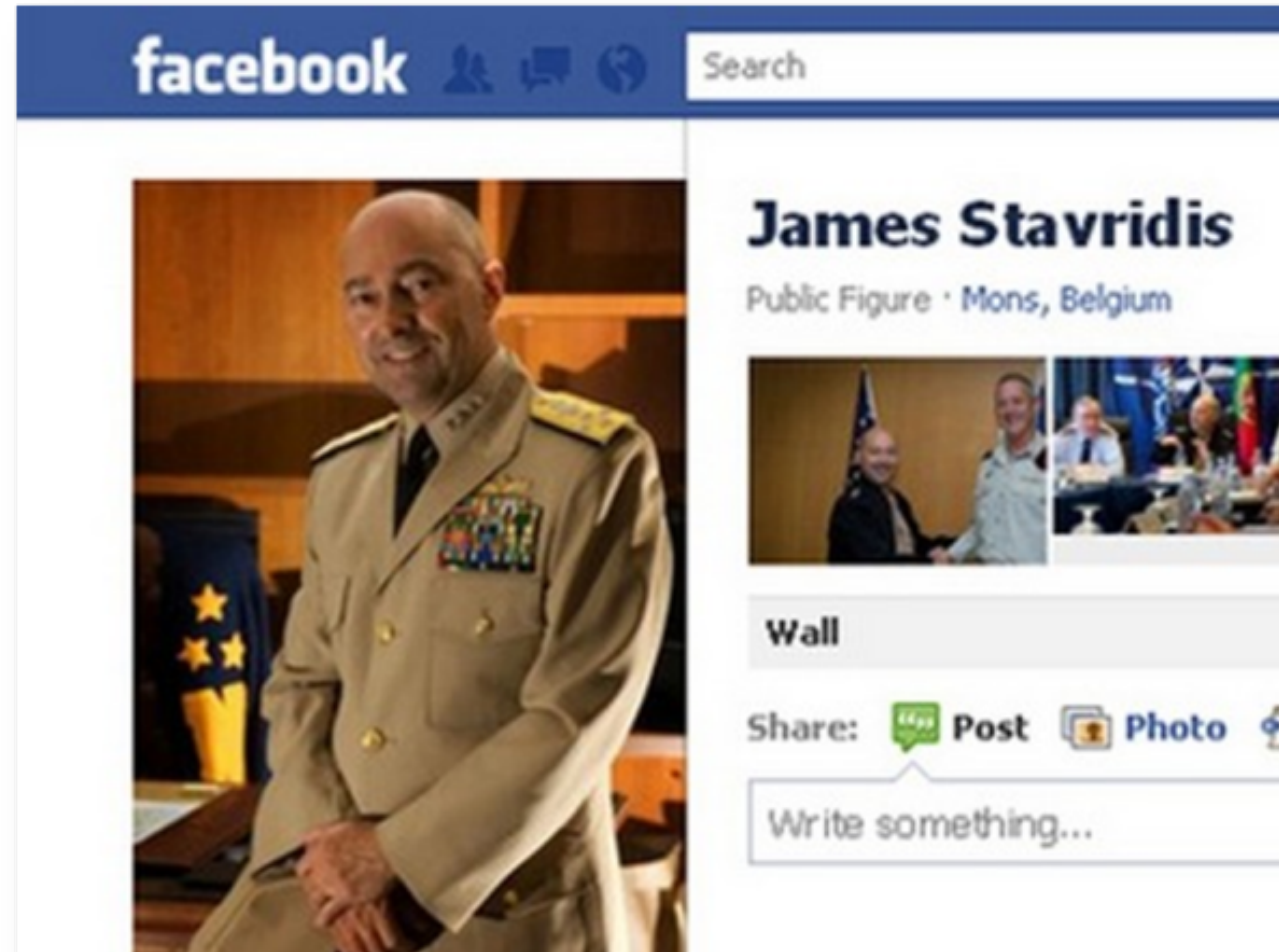 facebook
Search
James Stavridis
Public Figure · Mons, Belgium
Wall
Share: Post Photo
Write something...